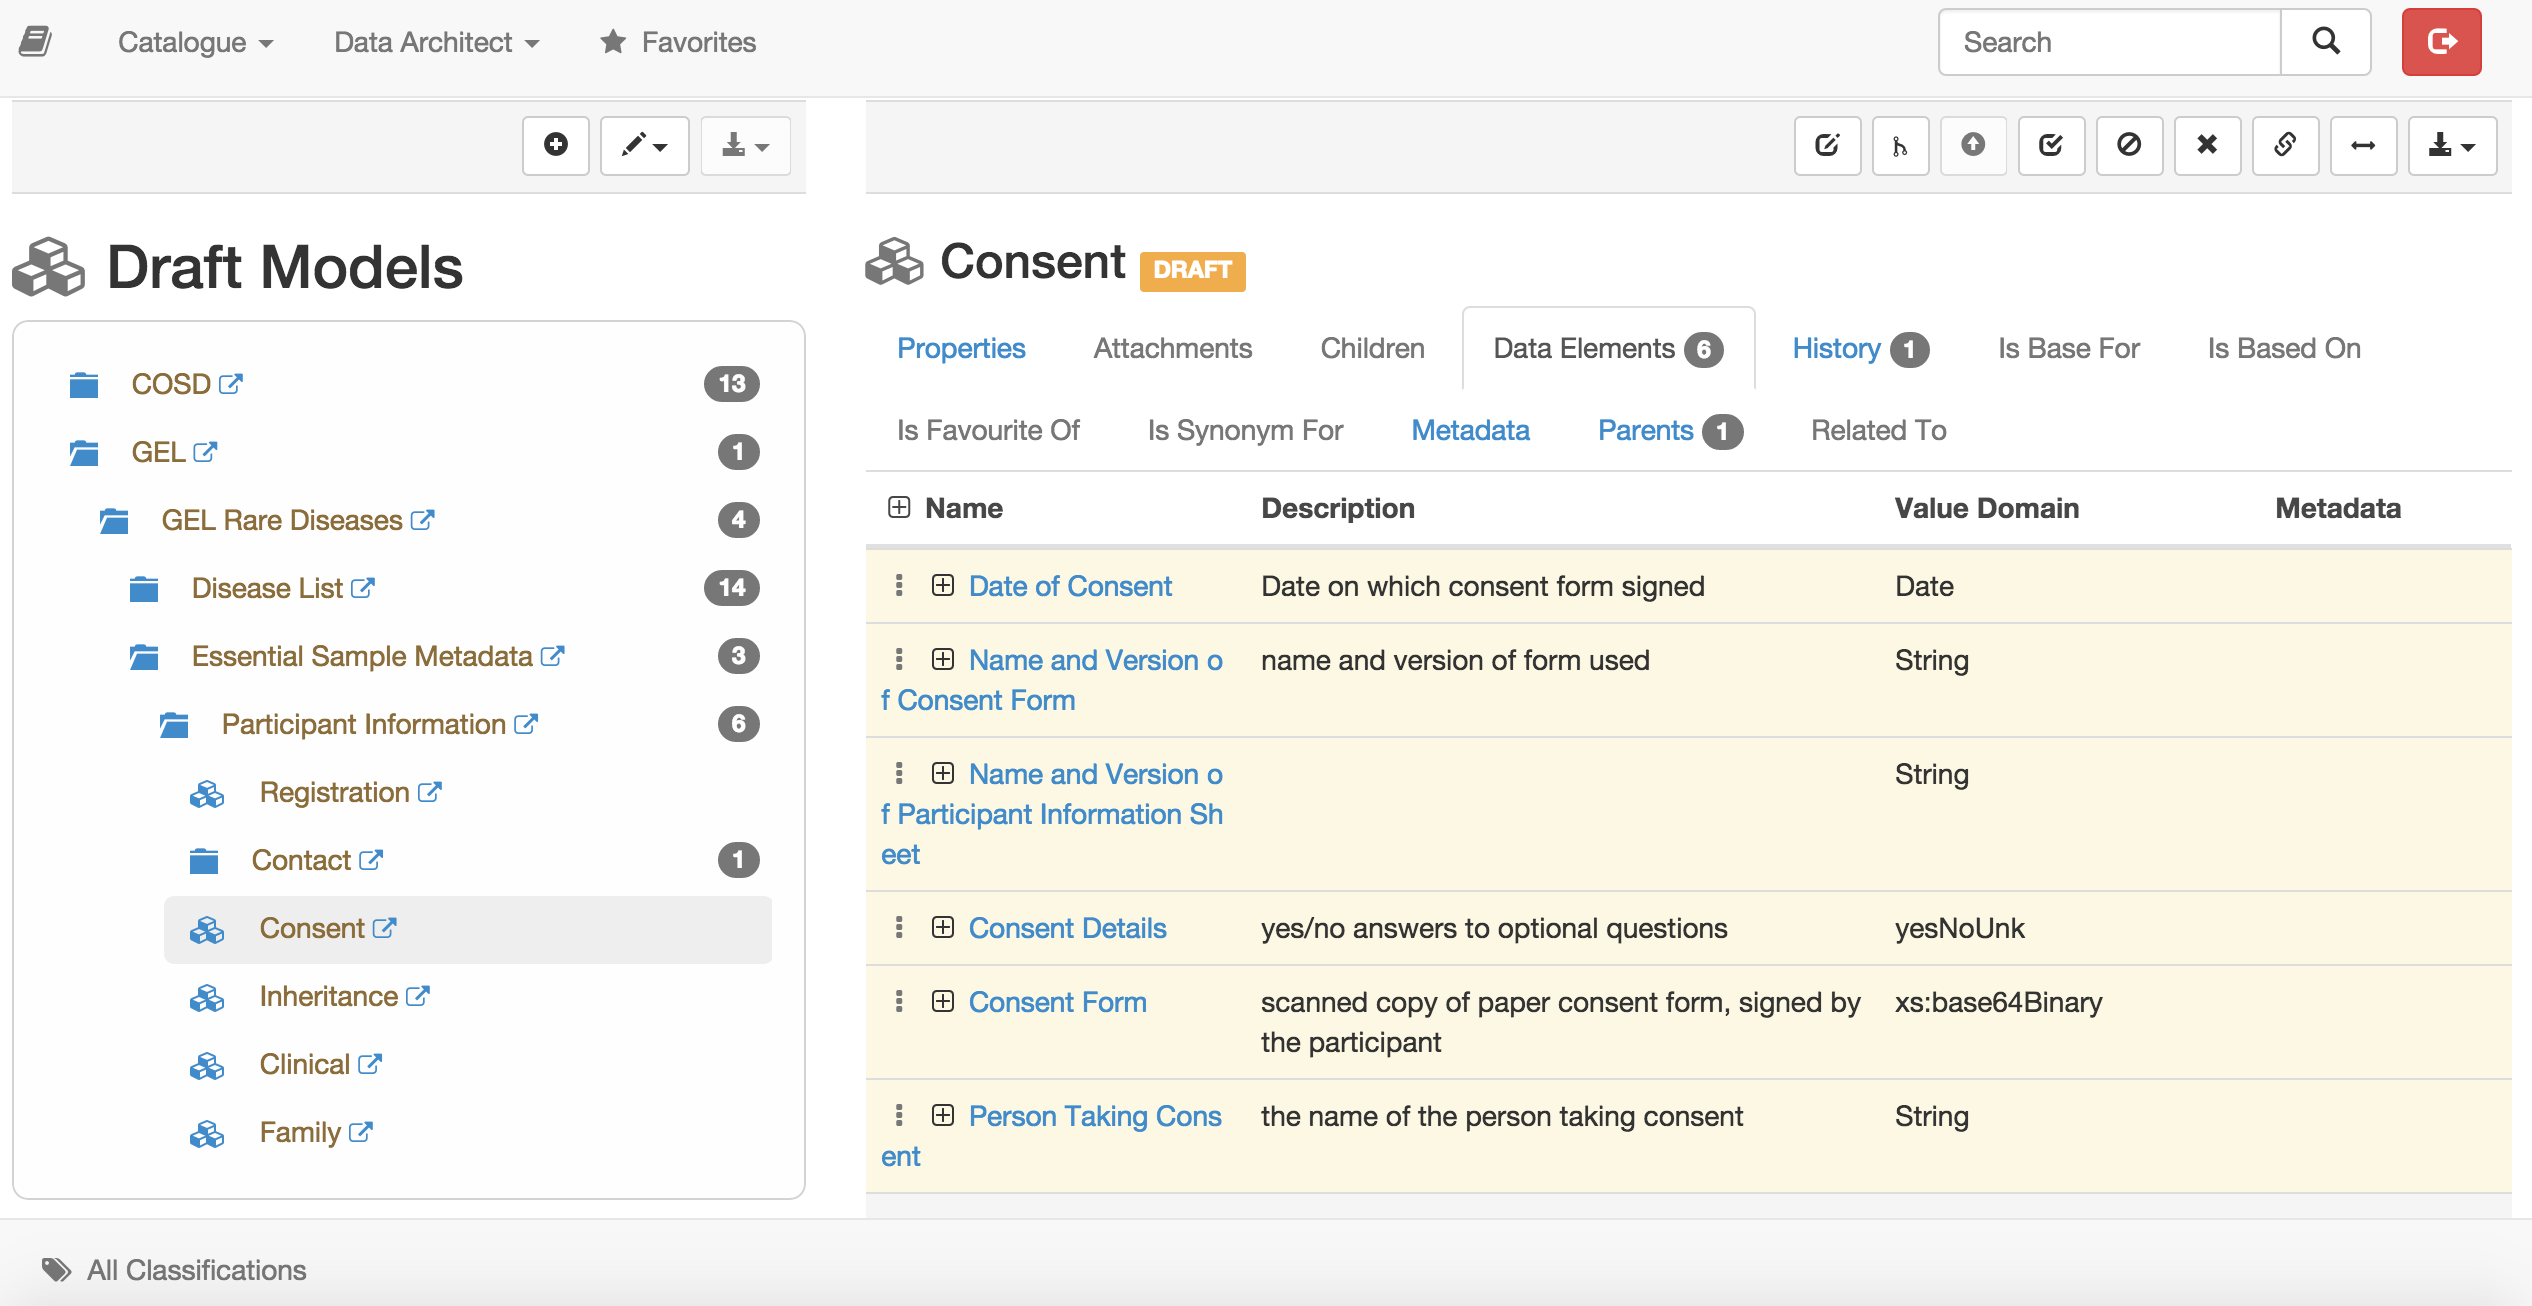 Catalogue Data Architect Favorites Search
Draft Models
COSD 13
GEL 1
GEL Rare Diseases 4
Disease List 14
Essential Sample Metadata 3
Participant Information 6
Registration
Contact 1
Consent
Inheritance
Clinical
Family
Consent DRAFT
Properties Attachments Children Data Elements 6 History 1 Is Base For Is Based On
Is Favourite Of Is Synonym For Metadata Parents 1 Related To
Name Description Value Domain Metadata
Date of Consent Date on which consent form signed Date
Name and Version o name and version of form used String
f Consent Form
Name and Version o String
f Participant Information Sh
eet
Consent Details yes/no answers to optional questions yesNoUnk
Consent Form scanned copy of paper consent form, signed by xs:base64Binary
the participant
Person Taking Cons the name of the person taking consent String
ent
All Classifications